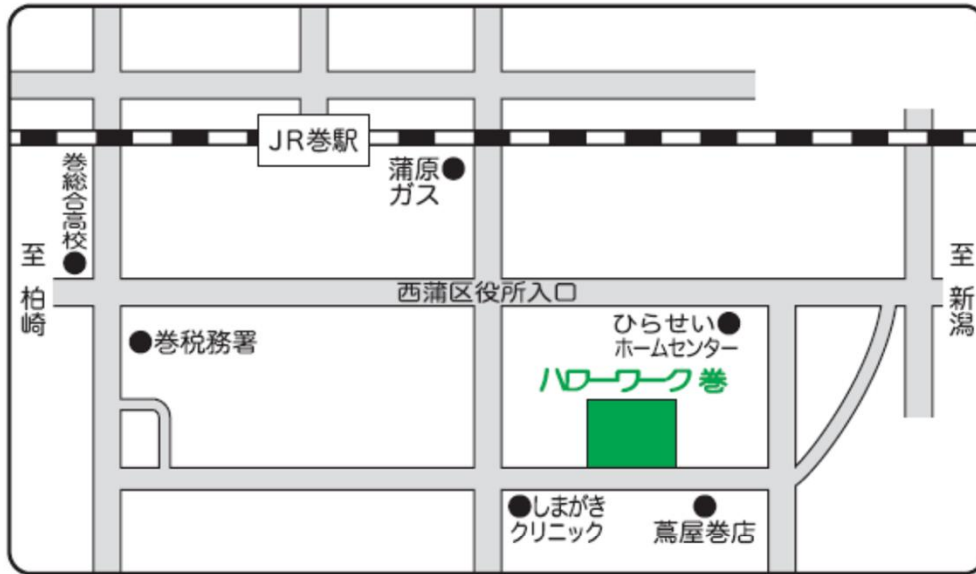 JR巻駅
蒲原
ガス
巻総合高校
至 柏崎
至 新潟
西蒲区役所入口
巻税務署
ひらせい
ホームセンター
ハローワーク 巻
しまがき
クリニック
蔦屋巻店